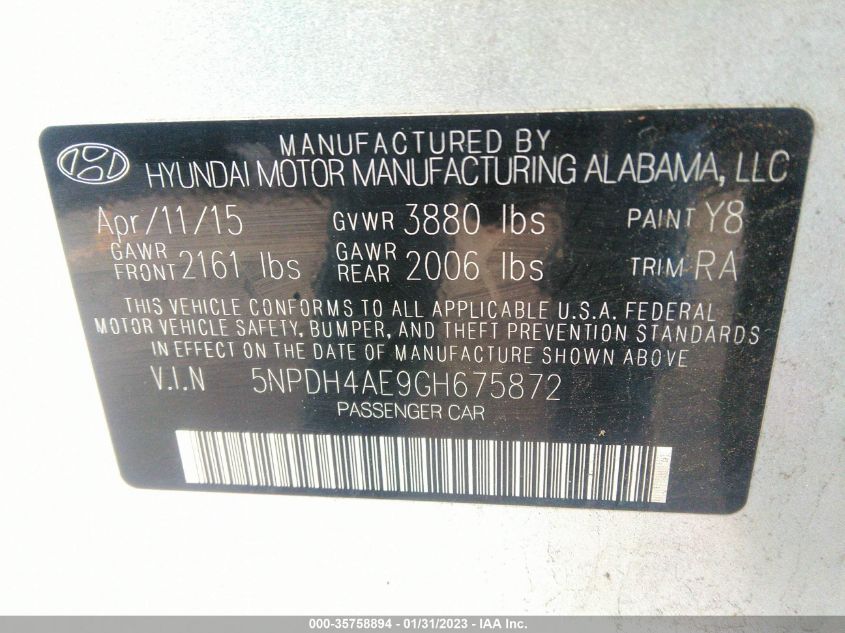 MANUFACTURED BY
HYUNDAI MOTOR MANUFACTURING ALABAMA, LLC
Apr/11/15 GVWR 3880 lbs PAINT Y8
GAWR FRONT 2161 lbs GAWR REAR 2006 lbs TRIM RA
THIS VEHICLE CONFORMS TO ALL APPLICABLE U.S.A. FEDERAL
MOTOR VEHICLE SAFETY, BUMPER, AND THEFT PREVENTION STANDARDS
IN EFFECT ON THE DATE OF MANUFACTURE SHOWN ABOVE
V.I.N 5NPDH4AE9GH675872
PASSENGER CAR
000-35758894 - 01/31/2023 - IAA Inc.